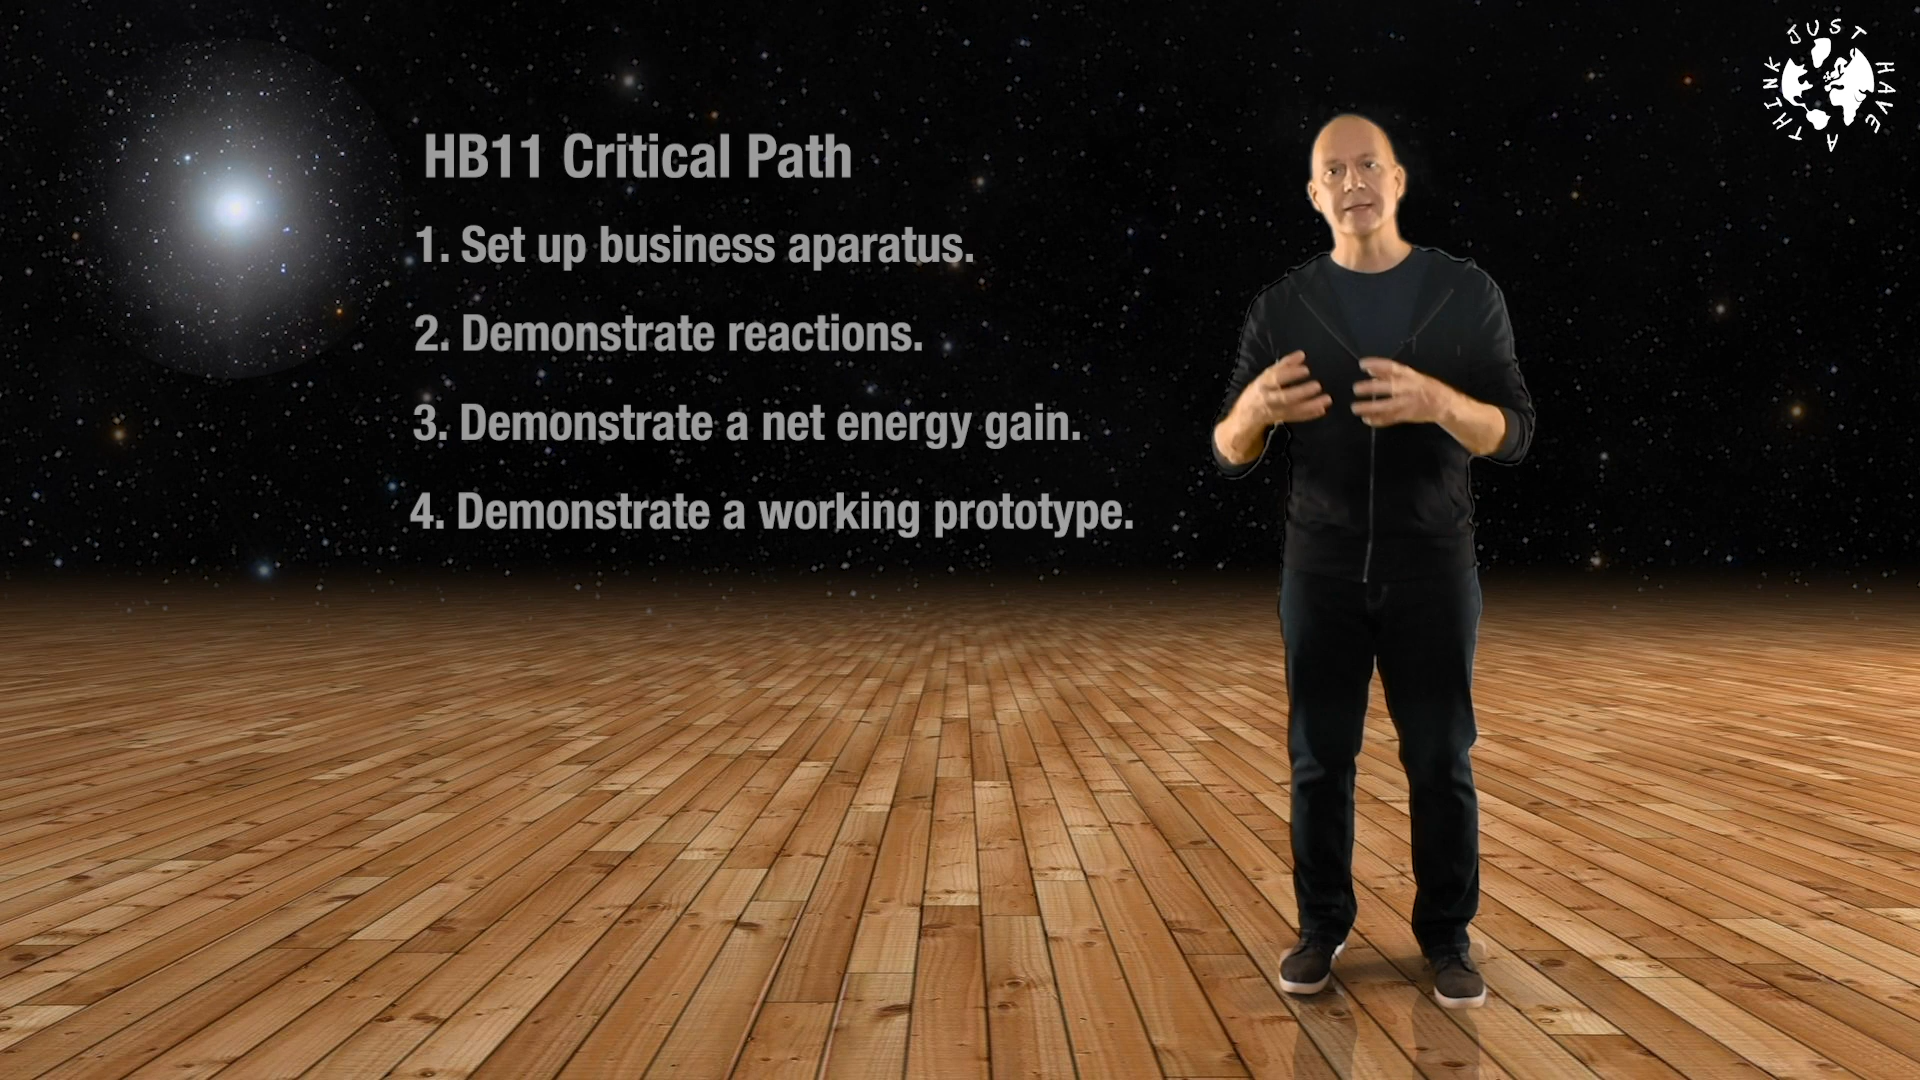 JUST HAVE A THINK
HB11 Critical Path
1. Set up business aparatus.
2. Demonstrate reactions.
3. Demonstrate a net energy gain.
4. Demonstrate a working prototype.